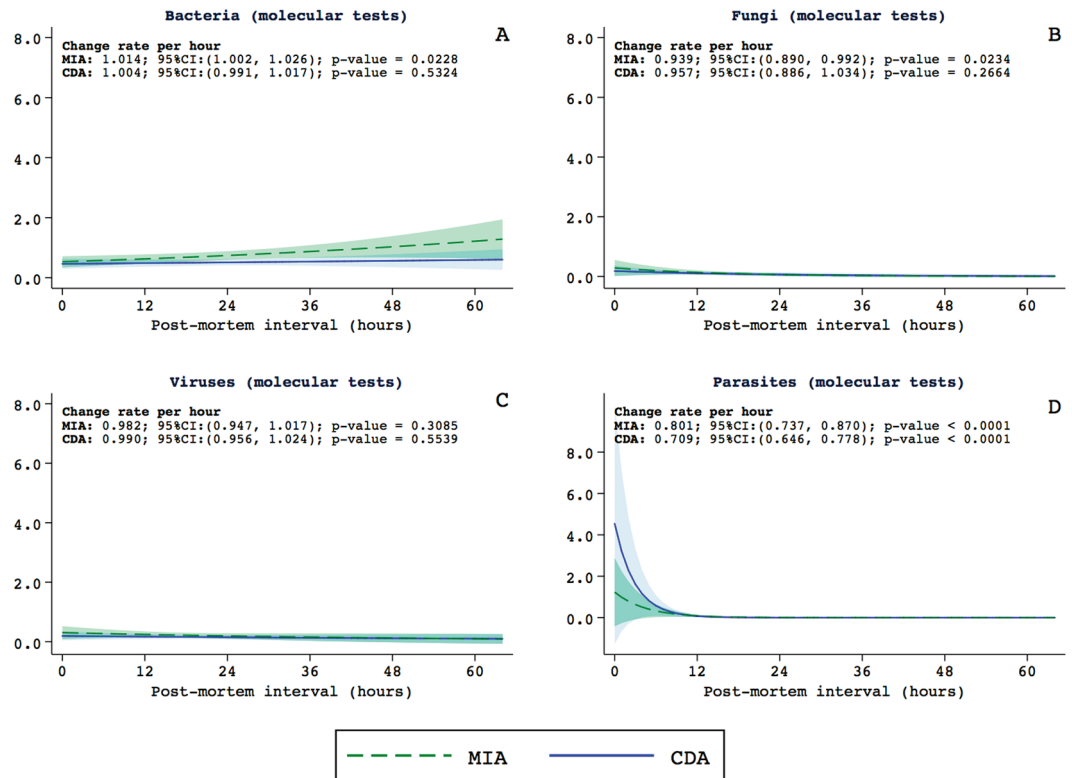 Bacteria (molecular tests)
A
Change rate per hour
MIA: 1.014; 95%CI:(1.002, 1.026); p-value = 0.0228
CDA: 1.004; 95%CI:(0.991, 1.017); p-value = 0.5324
8.0
6.0
4.0
2.0
0.0
0 12 24 36 48 60
Post-mortem interval (hours)
Fungi (molecular tests)
B
Change rate per hour
MIA: 0.939; 95%CI:(0.890, 0.992); p-value = 0.0234
CDA: 0.957; 95%CI:(0.886, 1.034); p-value = 0.2664
8.0
6.0
4.0
2.0
0.0
0 12 24 36 48 60
Post-mortem interval (hours)
Viruses (molecular tests)
C
Change rate per hour
MIA: 0.982; 95%CI:(0.947, 1.017); p-value = 0.3085
CDA: 0.990; 95%CI:(0.956, 1.024); p-value = 0.5539
8.0
6.0
4.0
2.0
0.0
0 12 24 36 48 60
Post-mortem interval (hours)
Parasites (molecular tests)
D
Change rate per hour
MIA: 0.801; 95%CI:(0.737, 0.870); p-value < 0.0001
CDA: 0.709; 95%CI:(0.646, 0.778); p-value < 0.0001
8.0
6.0
4.0
2.0
0.0
0 12 24 36 48 60
Post-mortem interval (hours)
MIA CDA